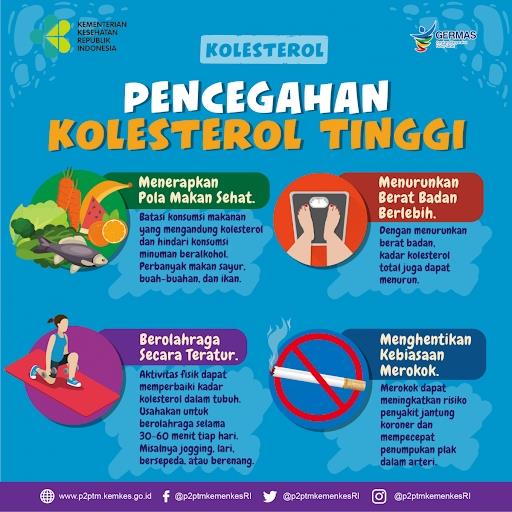 KEMENTERIAN
KESEHATAN
REPUBLIK
INDONESIA
GERMAS
KOLESTEROL
PENCEGAHAN
KOLESTEROL TINGGI
Menerapkan
Pola Makan Sehat.
Batasi konsumsi makanan
yang mengandung kolesterol
dan hindari konsumsi
minuman beralkohol.
Perbanyak makan sayur,
buah-buahan, dan ikan.
Menurunkan
Berat Badan
Berlebih.
Dengan menurunkan
berat badan,
kadar kolesterol
total juga dapat
menurun.
Berolahraga
Secara Teratur.
Aktivitas fisik dapat
memperbaiki kadar
kolesterol dalam tubuh.
Usahakan untuk
berolahraga selama
30-60 menit tiap hari.
Misalnya jogging, lari,
bersepeda, atau berenang.
Menghentikan
Kebiasaan
Merokok.
Merokok dapat
meningkatkan risiko
penyakit jantung
koroner dan
mempecepat
penumpukan plak
dalam arteri.
www.p2ptm.kemkes.go.id
@p2ptmkemenkesRI
@p2ptmkemenkesRI
@p2ptmkemenkesRI